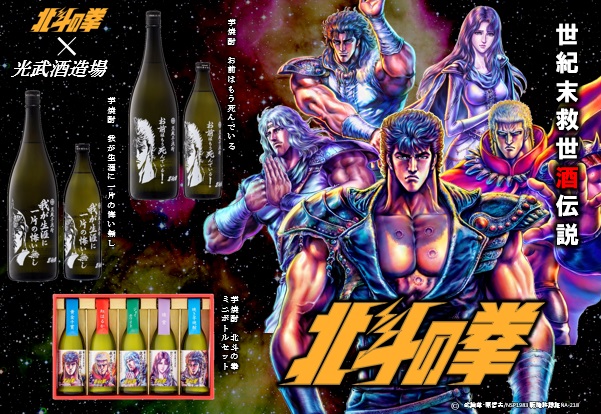 北斗の拳
×
光武酒造場
芋焼酎 お前はもう死んでいる
芋焼酎 我が生涯に一片の悔い無し
お前はもう
死んでいる
我が生涯に
一片の悔い無し
芋焼酎 北斗の拳
ミニボトルセット
世紀末救世酒伝説
北斗の拳